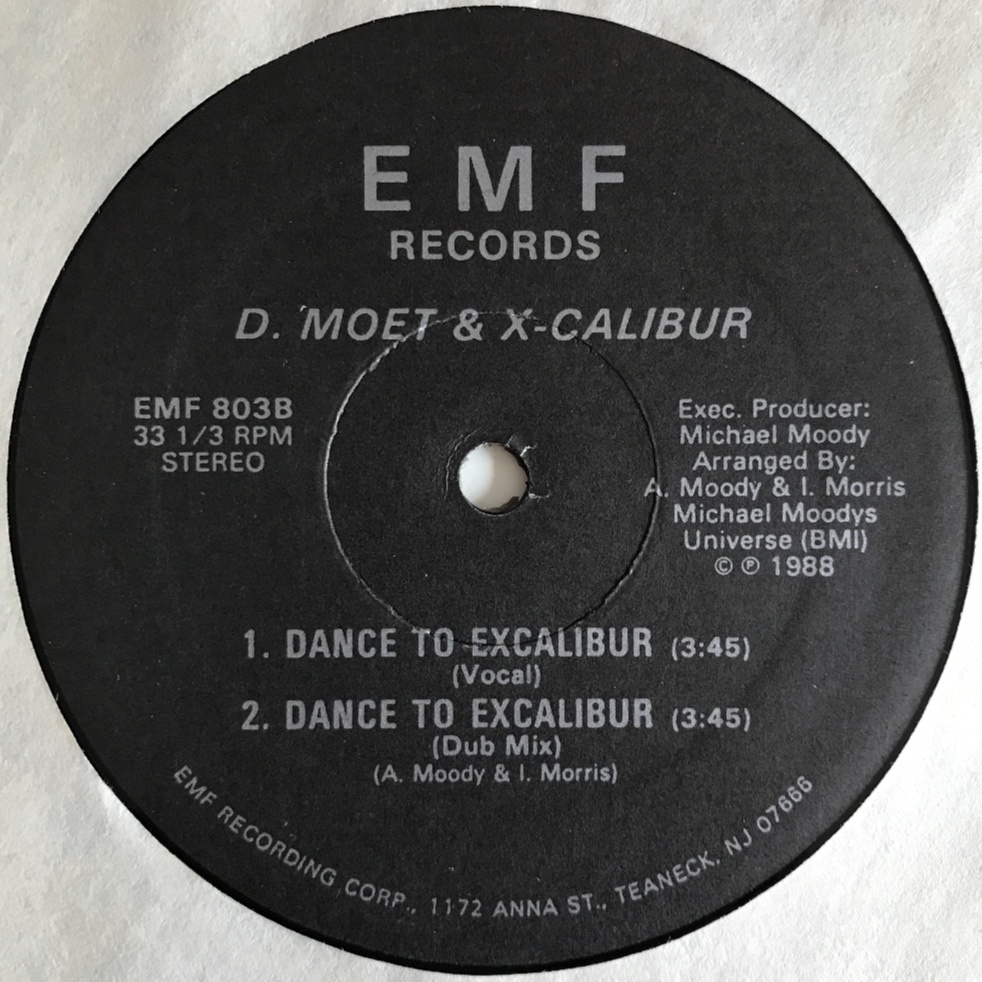 E M F
RECORDS
D. MOET & X-CALIBUR
EMF 803B
33 1/3 RPM
STEREO
Exec. Producer:
Michael Moody
Arranged By:
A. Moody & I. Morris
Michael Moodys
Universe (BMI)
© ℗ 1988
1. DANCE TO EXCALIBUR (3:45)
(Vocal)
2. DANCE TO EXCALIBUR (3:45)
(Dub Mix)
(A. Moody & I. Morris)
EMF RECORDING CORP., 1172 ANNA ST., TEANECK, NJ 07666